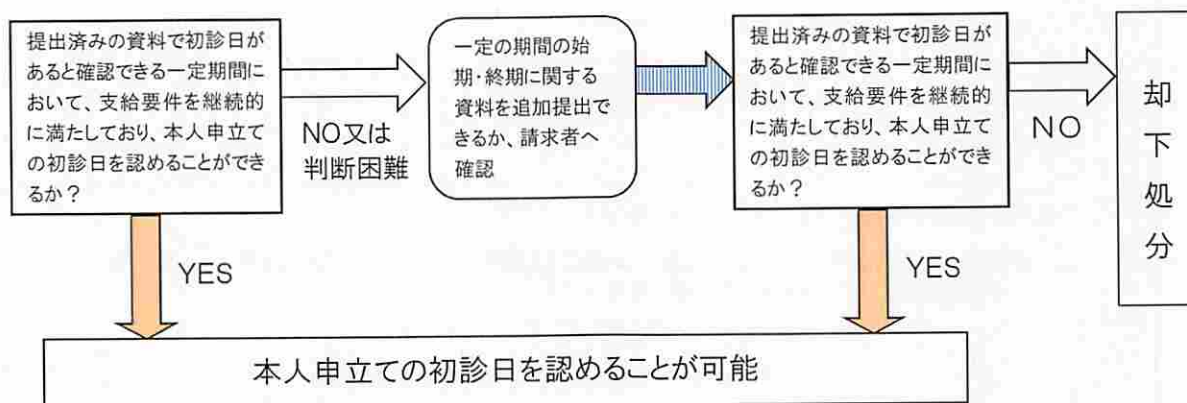 提出済みの資料で初診日が
あると確認できる一定期間に
おいて、支給要件を継続的
に満たしており、本人申立て
の初診日を認めることができ
るか？
NO又は
判断困難
一定の期間の始
期・終期に関する
資料を追加提出で
きるか、請求者へ
確認
提出済みの資料で初診日が
あると確認できる一定期間に
おいて、支給要件を継続的
に満たしており、本人申立て
の初診日を認めることができ
るか？
NO
却
下
処
分
YES
YES
本人申立ての初診日を認めることが可能